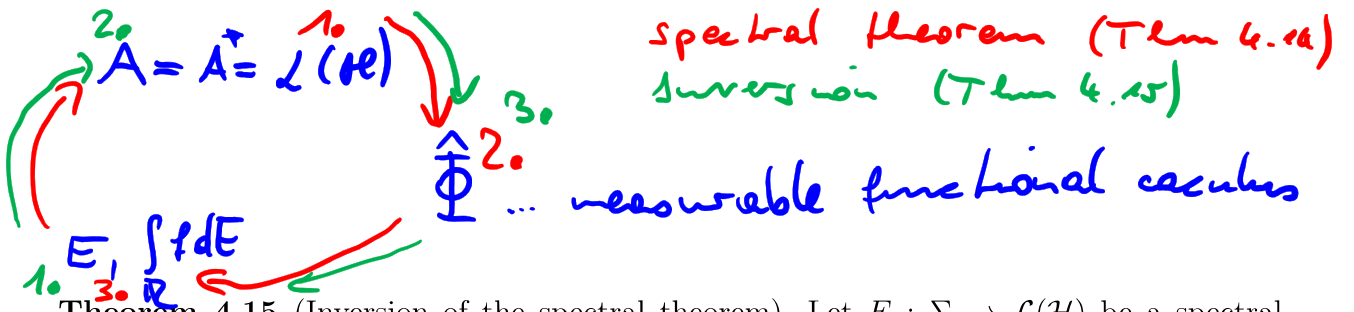 2. 1. spectral theorem (Thm 4.14)
A = A* = L(H) Inversion (Thm 4.15)
3.
Φ̂ 2. ... measurable functional calculus
E, ∫ f dE
1. 3. ℝ
Theorem 4.15 (Inversion of the spectral theorem). Let E : Σ → L(H) be a spectral